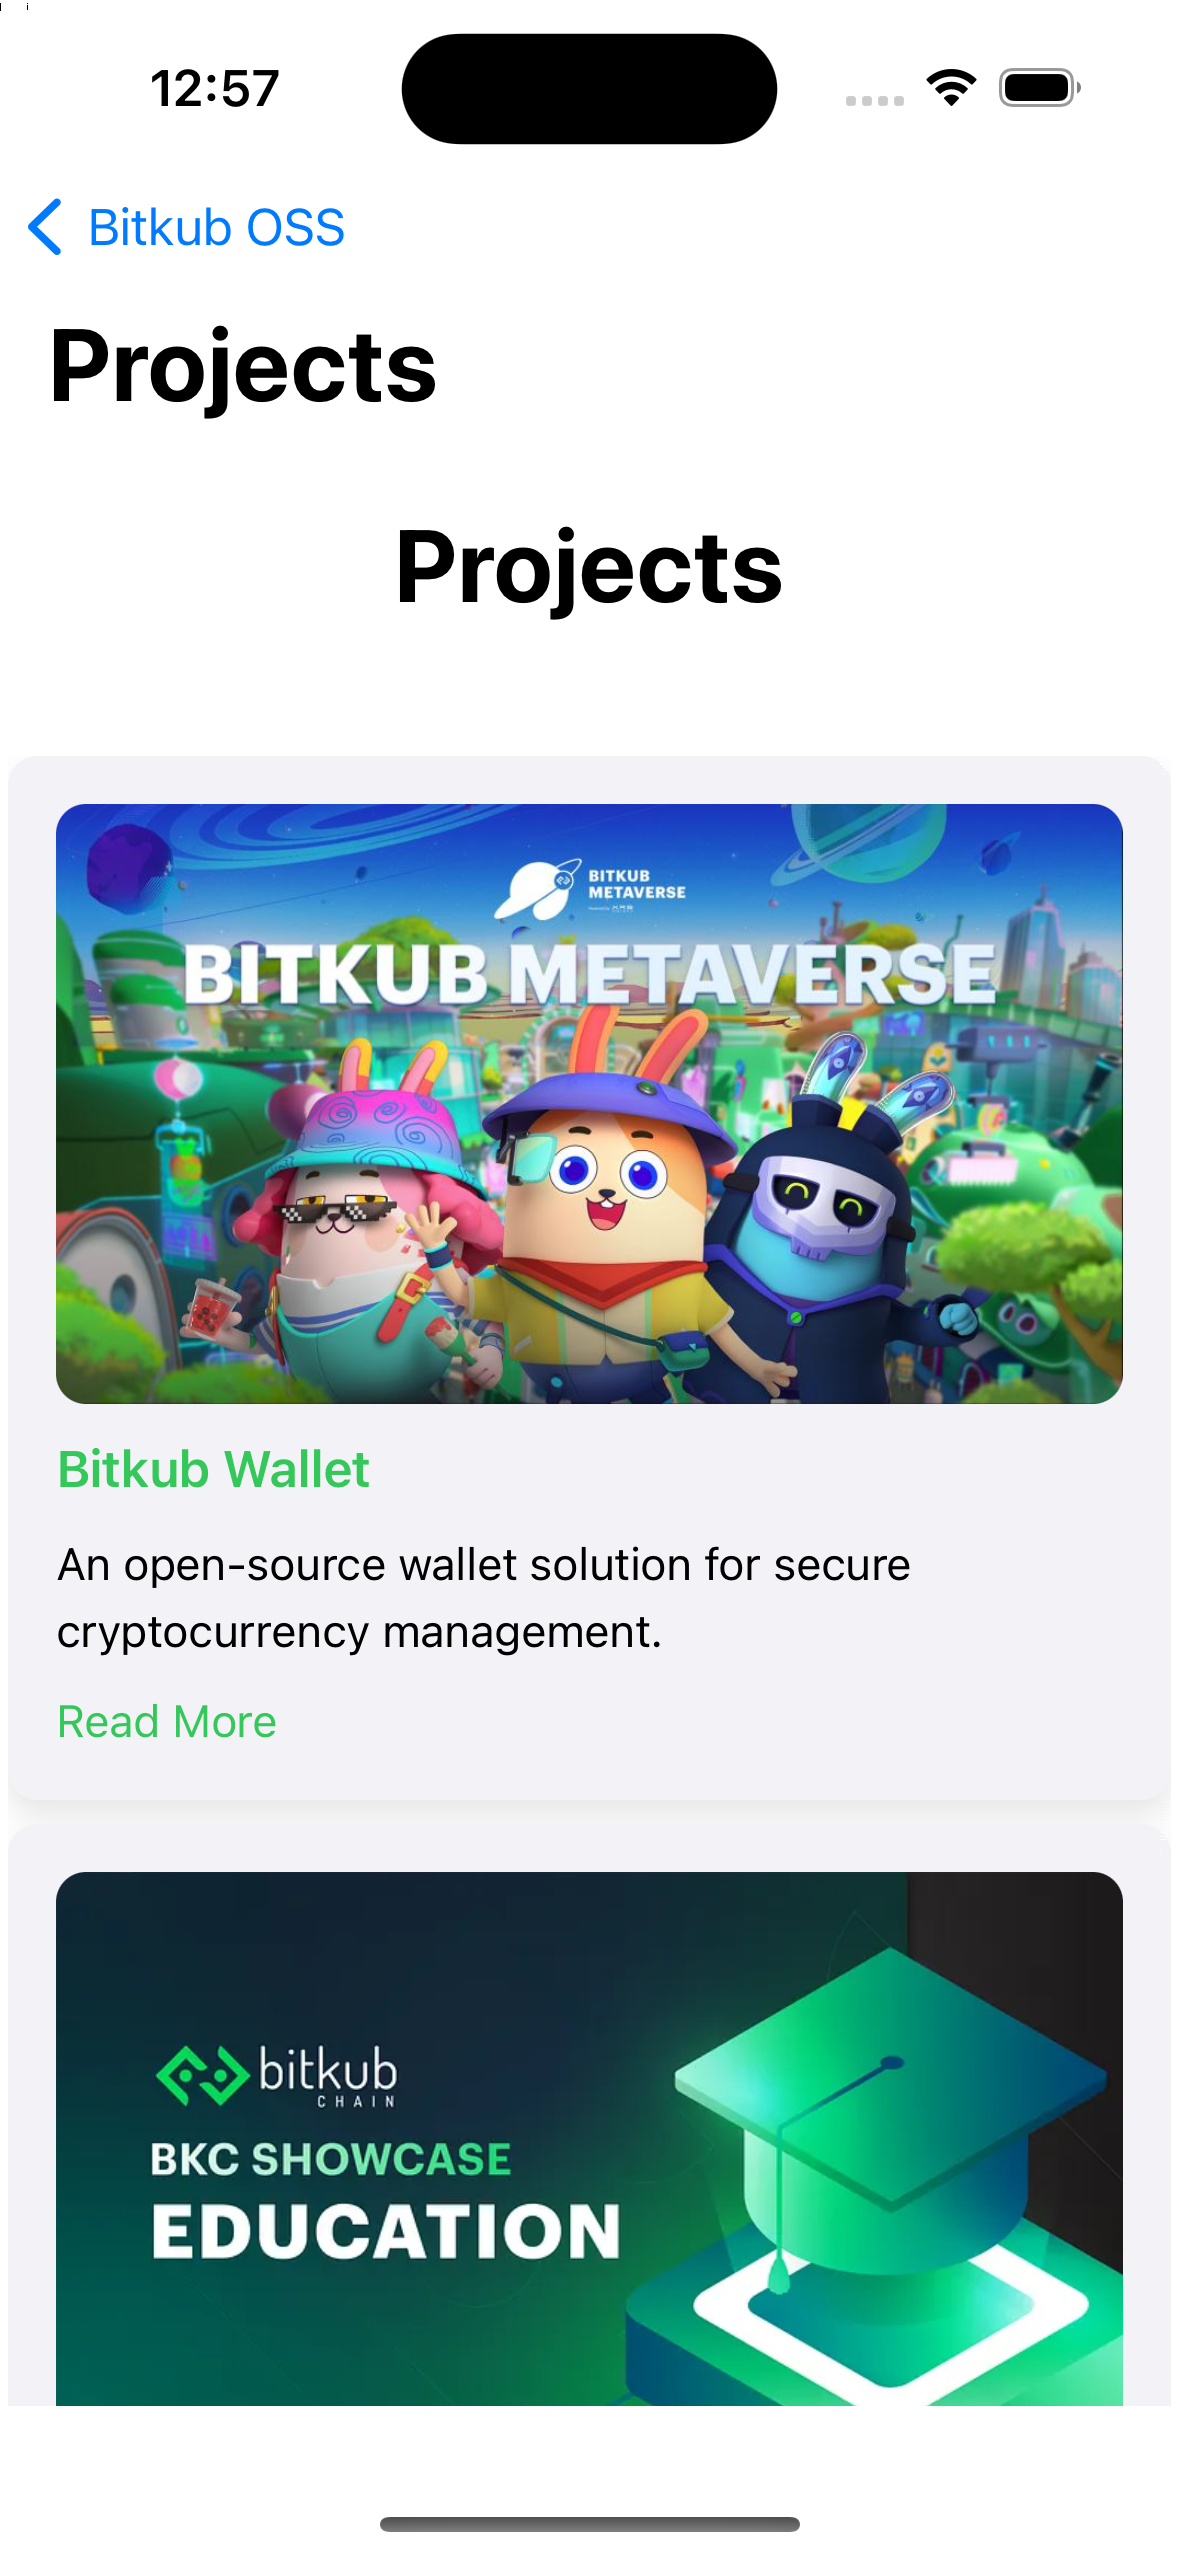 12:57
Bitkub OSS
Projects
Projects
BITKUB
METAVERSE
BITKUB METAVERSE
Bitkub Wallet
An open-source wallet solution for secure
cryptocurrency management.
Read More
bitkub
CHAIN
BKC SHOWCASE
EDUCATION